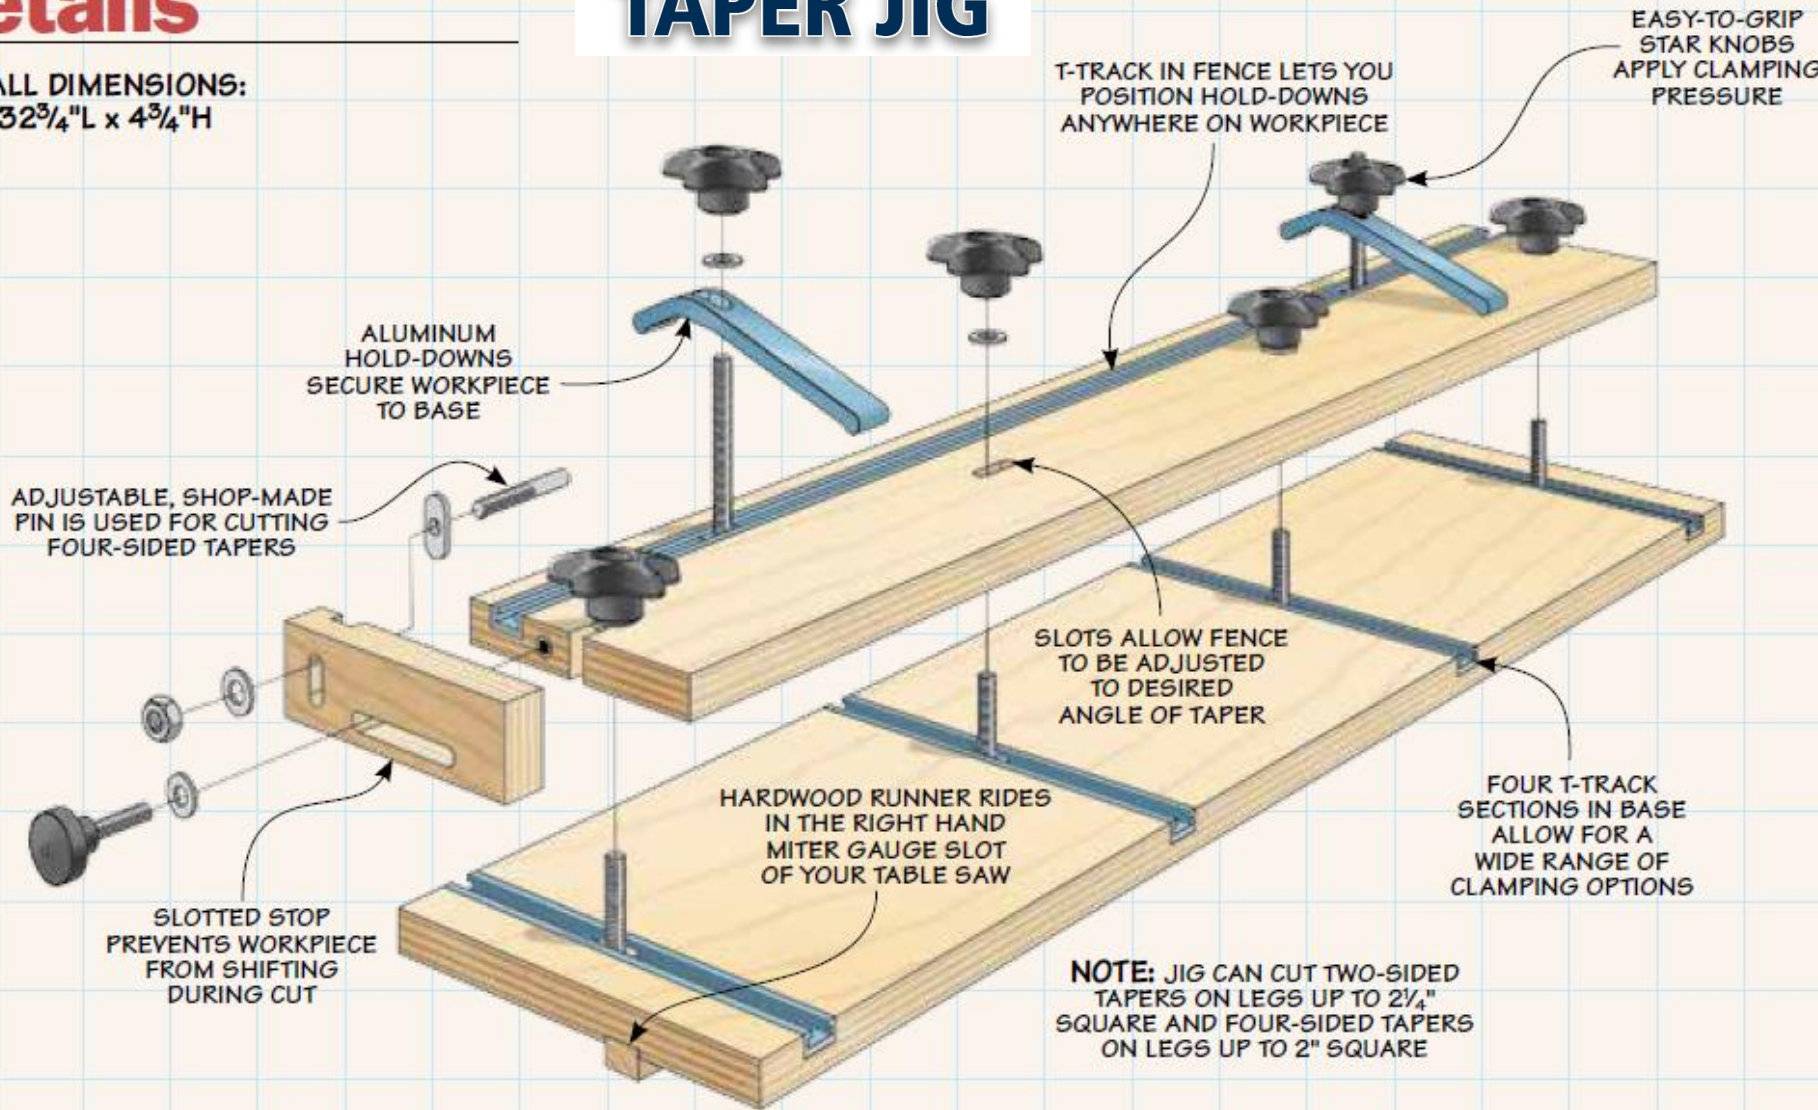 etails
TAPER JIG
ALL DIMENSIONS:
32¾"L x 4¾"H
EASY-TO-GRIP
STAR KNOBS
APPLY CLAMPING
PRESSURE
T-TRACK IN FENCE LETS YOU
POSITION HOLD-DOWNS
ANYWHERE ON WORKPIECE
ALUMINUM
HOLD-DOWNS
SECURE WORKPIECE
TO BASE
ADJUSTABLE, SHOP-MADE
PIN IS USED FOR CUTTING
FOUR-SIDED TAPERS
SLOTS ALLOW FENCE
TO BE ADJUSTED
TO DESIRED
ANGLE OF TAPER
HARDWOOD RUNNER RIDES
IN THE RIGHT HAND
MITER GAUGE SLOT
OF YOUR TABLE SAW
FOUR T-TRACK
SECTIONS IN BASE
ALLOW FOR A
WIDE RANGE OF
CLAMPING OPTIONS
SLOTTED STOP
PREVENTS WORKPIECE
FROM SHIFTING
DURING CUT
NOTE: JIG CAN CUT TWO-SIDED
TAPERS ON LEGS UP TO 2¼"
SQUARE AND FOUR-SIDED TAPERS
ON LEGS UP TO 2" SQUARE